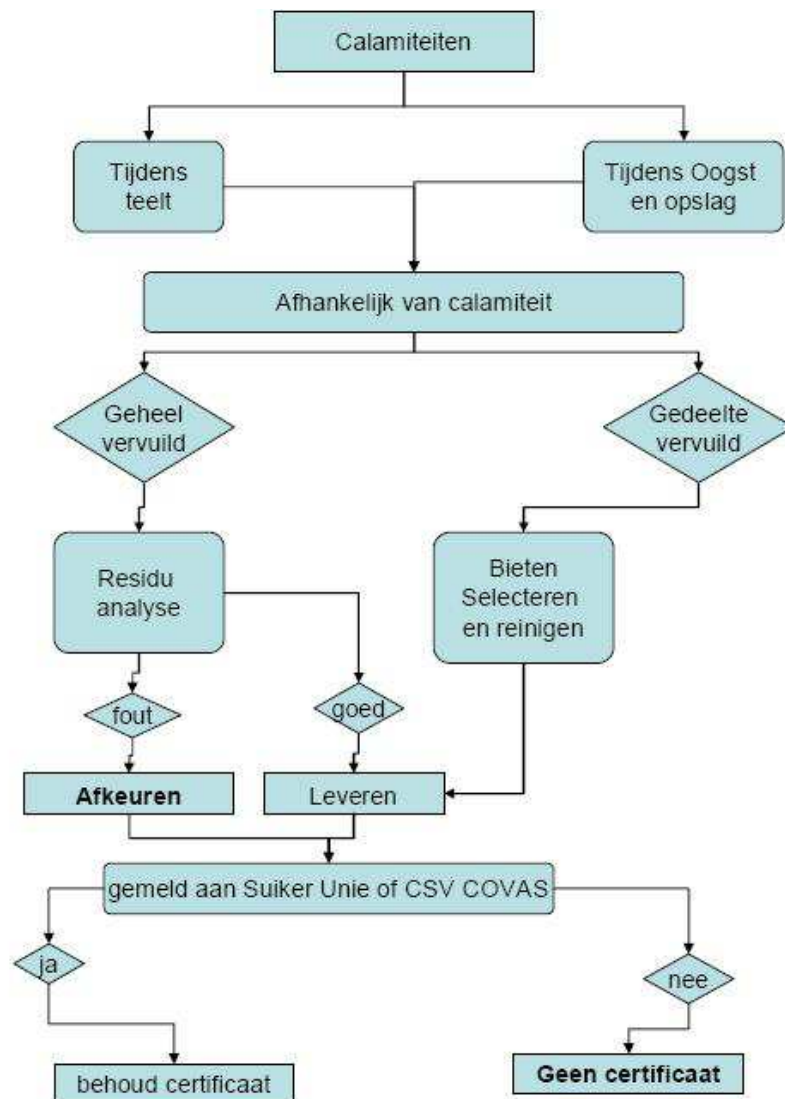 Calamiteiten
Tijdens
teelt
Tijdens Oogst
en opslag
Afhankelijk van calamiteit
Geheel
vervuild
Gedeelte
vervuild
Residu
analyse
Bieten
Selecteren
en reinigen
fout
goed
Afkeuren
Leveren
gemeld aan Suiker Unie of CSV COVAS
ja
nee
behoud certificaat
Geen certificaat